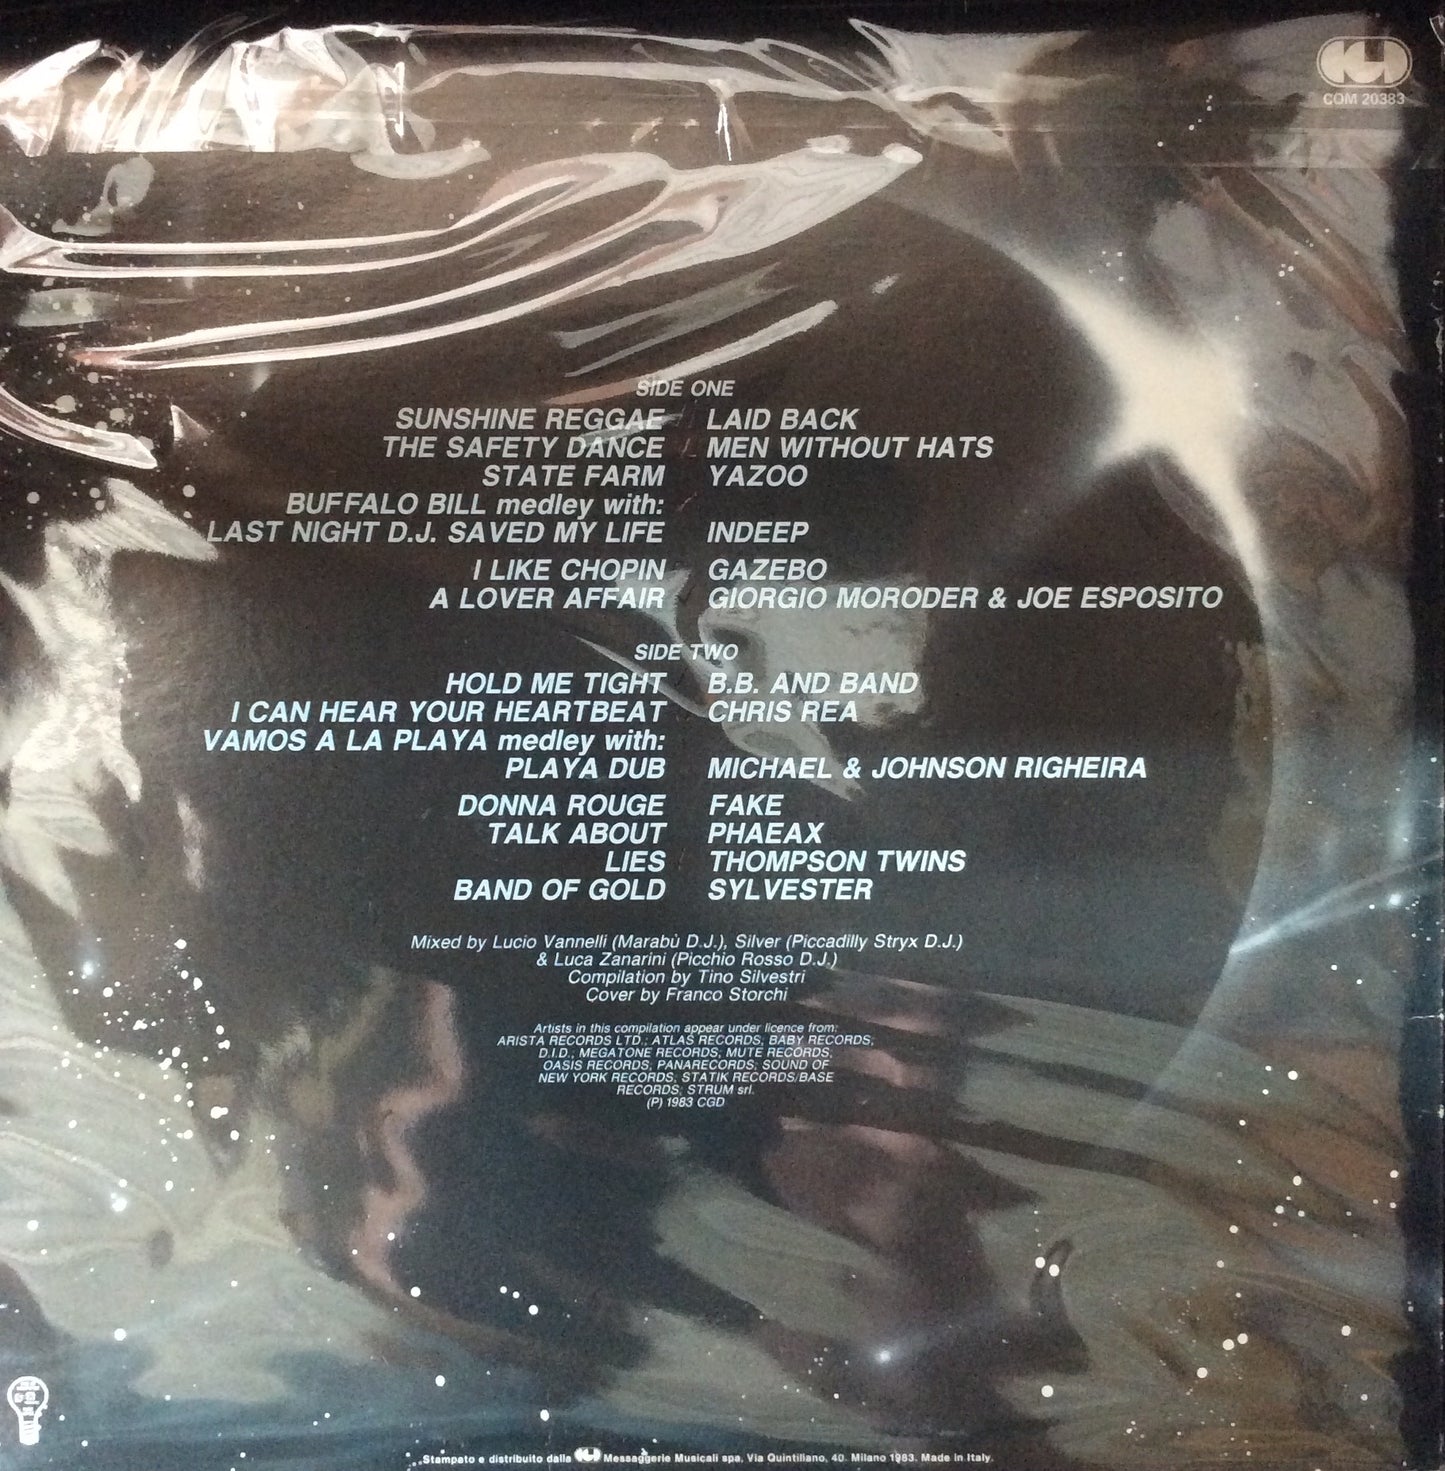 CGD
COM 20383
SIDE ONE
SUNSHINE REGGAE LAID BACK
THE SAFETY DANCE MEN WITHOUT HATS
STATE FARM YAZOO
BUFFALO BILL medley with:
LAST NIGHT D.J. SAVED MY LIFE INDEEP
I LIKE CHOPIN GAZEBO
A LOVER AFFAIR GIORGIO MORODER & JOE ESPOSITO
SIDE TWO
HOLD ME TIGHT B.B. AND BAND
I CAN HEAR YOUR HEARTBEAT CHRIS REA
VAMOS A LA PLAYA medley with:
PLAYA DUB MICHAEL & JOHNSON RIGHEIRA
DONNA ROUGE FAKE
TALK ABOUT PHAEAX
LIES THOMPSON TWINS
BAND OF GOLD SYLVESTER
Mixed by Lucio Vannelli (Marabù D.J.), Silver (Piccadilly Stryx D.J.)
& Luca Zanarini (Picchio Rosso D.J.)
Compilation by Tino Silvestri
Cover by Franco Storchi
Artists in this compilation appear under licence from:
ARISTA RECORDS LTD.; ATLAS RECORDS; BABY RECORDS;
D.I.D.; MEGATONE RECORDS; MUTE RECORDS;
OASIS RECORDS; PANARECORDS; SOUND OF
NEW YORK RECORDS; STATIK RECORDS/BASE
RECORDS; STRUM srl.
(P) 1983 CGD
Stampato e distribuito dalla CGD Messaggerie Musicali spa, Via Quintiliano, 40. Milano 1983. Made in Italy.